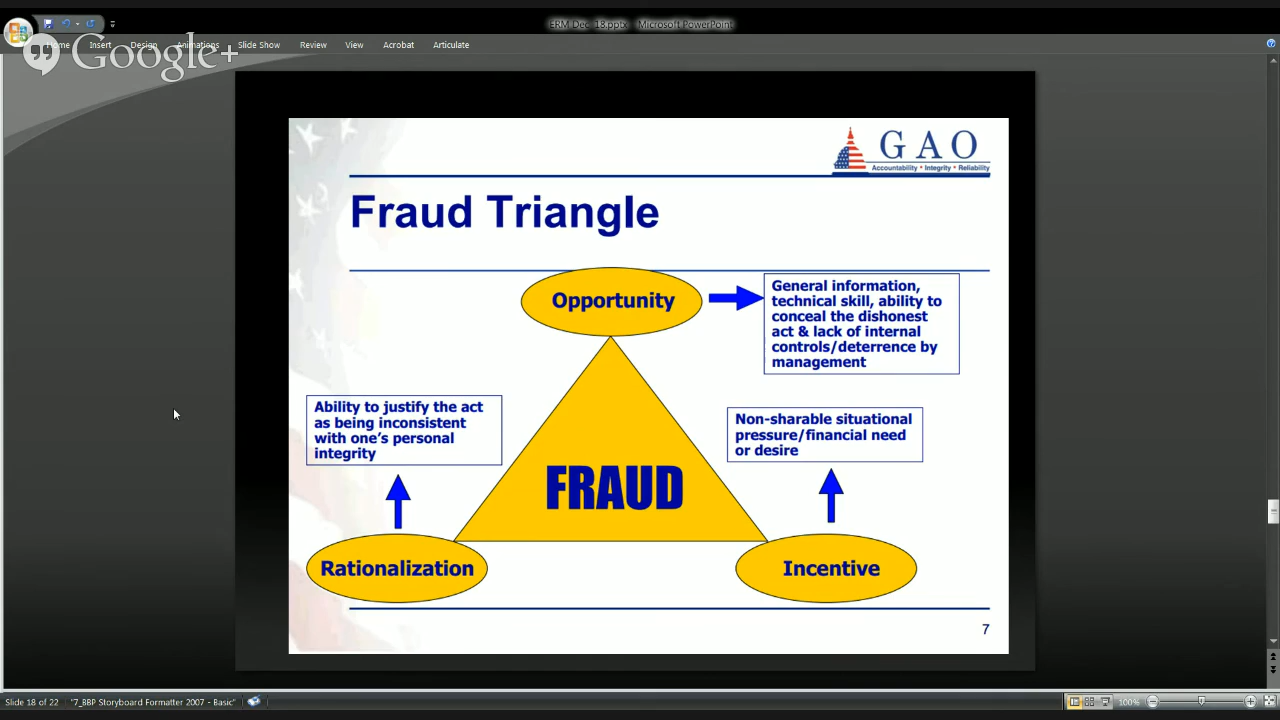 ERM Dec. 18.pptx - Microsoft PowerPoint
Home Insert Design Animations Slide Show Review View Acrobat Articulate
Google+
GAO
Accountability * Integrity * Reliability
Fraud Triangle
Opportunity
General information,
technical skill, ability to
conceal the dishonest
act & lack of internal
controls/deterrence by
management
Ability to justify the act
as being inconsistent
with one's personal
integrity
Non-sharable situational
pressure/financial need
or desire
FRAUD
Rationalization
Incentive
7
Slide 18 of 22 "7_BBP Storyboard Formatter 2007 - Basic" 100%